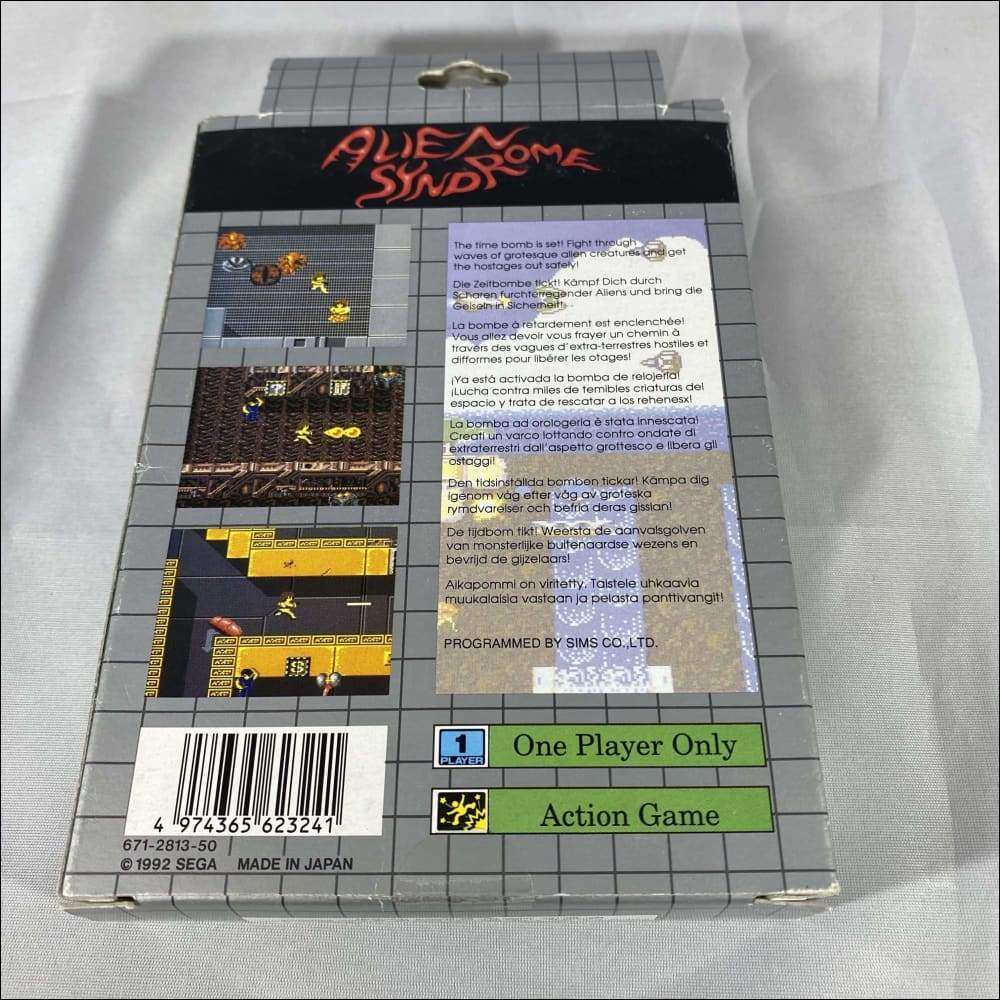 ALIEN
SYNDROME
The time bomb is set! Fight through
waves of grotesque alien creatures and get
the hostages out safely!
Die Zeitbombe tickt! Kämpf Dich durch
Scharen furchterregender Aliens und bring die
Geiseln in Sicherheit!
La bombe à retardement est enclenchée!
Vous allez devoir vous frayer un chemin à
travers des vagues d'extra-terrestres hostiles et
difformes pour libérer les otages!
¡Ya está activada la bomba de relojería!
¡Lucha contra miles de temibles criaturas del
espacio y trata de rescatar a los rehenesx!
La bomba ad orologeria è stata innescata!
Creati un varco lottando contro ondate di
extraterrestri dall'aspetto grottesco e libera gli
ostaggi!
Den tidsinställda bomben tickar! Kämpa dig
igenom våg efter våg av groteska
rymdvarelser och befria deras gisslan!
De tijdbom tikt! Weersta de aanvalsgolven
van monsterlijke buitenaardse wezens en
bevrijd de gijzelaars!
Aikapommi on viritetty. Taistele uhkaavia
muukalaisia vastaan ja pelasta panttivangit!
PROGRAMMED BY SIMS CO.,LTD.
1
PLAYER
One Player Only
Action Game
4 974365 623241
671-2813-50
© 1992 SEGA MADE IN JAPAN